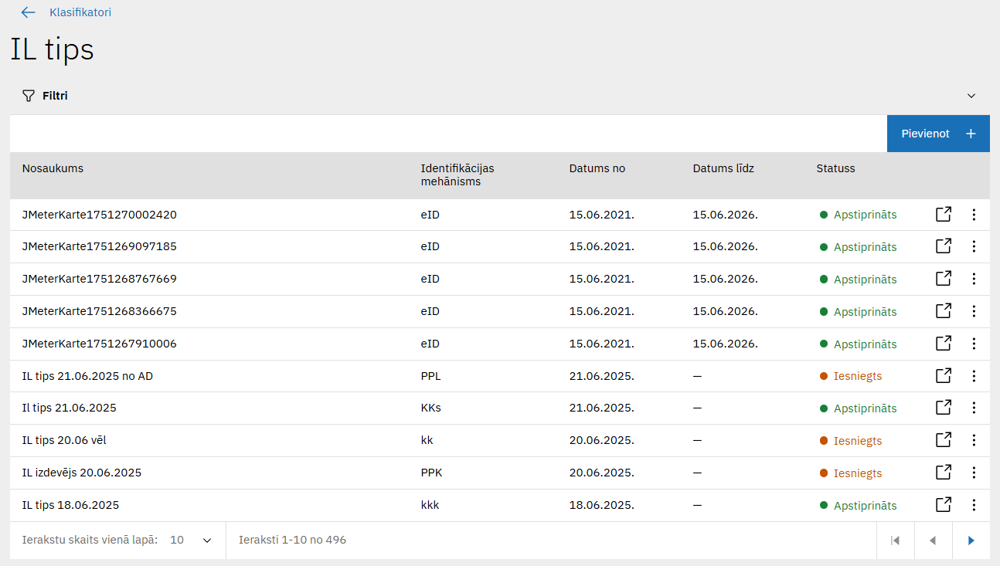 Klasifikatori
IL tips
Filtri
Pievienot
Nosaukums Identifikācijas mehānisms Datums no Datums līdz Statuss
JMeterKarte1751270002420 eID 15.06.2021. 15.06.2026. Apstiprināts
JMeterKarte1751269097185 eID 15.06.2021. 15.06.2026. Apstiprināts
JMeterKarte1751268767669 eID 15.06.2021. 15.06.2026. Apstiprināts
JMeterKarte1751268366675 eID 15.06.2021. 15.06.2026. Apstiprināts
JMeterKarte1751267910006 eID 15.06.2021. 15.06.2026. Apstiprināts
IL tips 21.06.2025 no AD PPL 21.06.2025. — Iesniegts
Il tips 21.06.2025 KKs 21.06.2025. — Apstiprināts
IL tips 20.06 vēl kk 20.06.2025. — Iesniegts
IL izdevējs 20.06.2025 PPK 20.06.2025. — Iesniegts
IL tips 18.06.2025 kkk 18.06.2025. — Apstiprināts
Ierakstu skaits vienā lapā: 10 Ieraksti 1-10 no 496